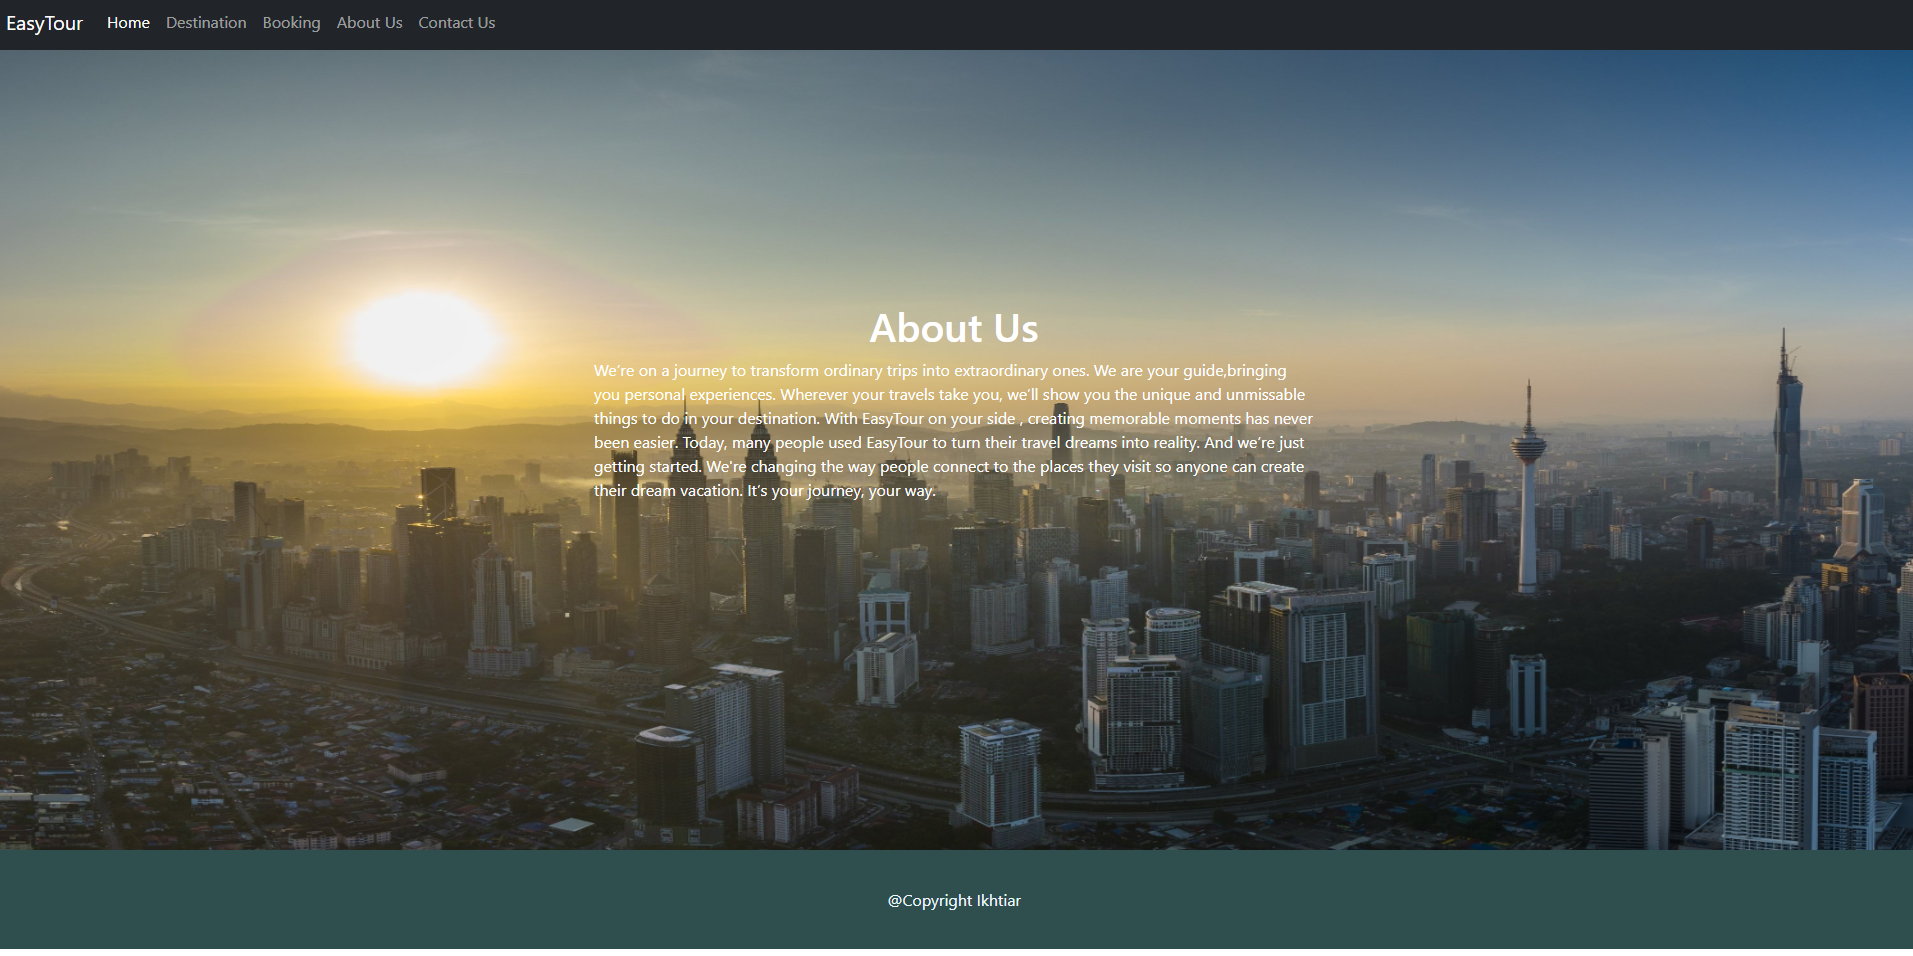 EasyTour Home Destination Booking About Us Contact Us
About Us
We’re on a journey to transform ordinary trips into extraordinary ones. We are your guide,bringing
you personal experiences. Wherever your travels take you, we’ll show you the unique and unmissable
things to do in your destination. With EasyTour on your side , creating memorable moments has never
been easier. Today, many people used EasyTour to turn their travel dreams into reality. And we’re just
getting started. We're changing the way people connect to the places they visit so anyone can create
their dream vacation. It’s your journey, your way.
@Copyright Ikhtiar